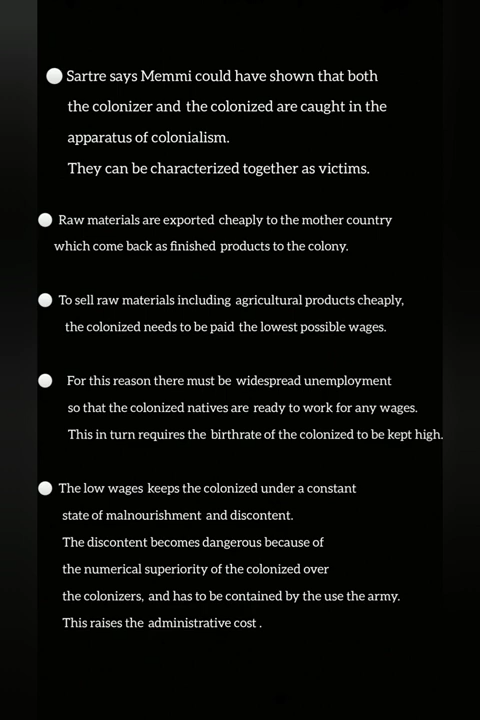 Sartre says Memmi could have shown that both
the colonizer and the colonized are caught in the
apparatus of colonialism.
They can be characterized together as victims.
Raw materials are exported cheaply to the mother country
which come back as finished products to the colony.
To sell raw materials including agricultural products cheaply,
the colonized needs to be paid the lowest possible wages.
For this reason there must be widespread unemployment
so that the colonized natives are ready to work for any wages.
This in turn requires the birthrate of the colonized to be kept high.
The low wages keeps the colonized under a constant
state of malnourishment and discontent.
The discontent becomes dangerous because of
the numerical superiority of the colonized over
the colonizers, and has to be contained by the use the army.
This raises the administrative cost .